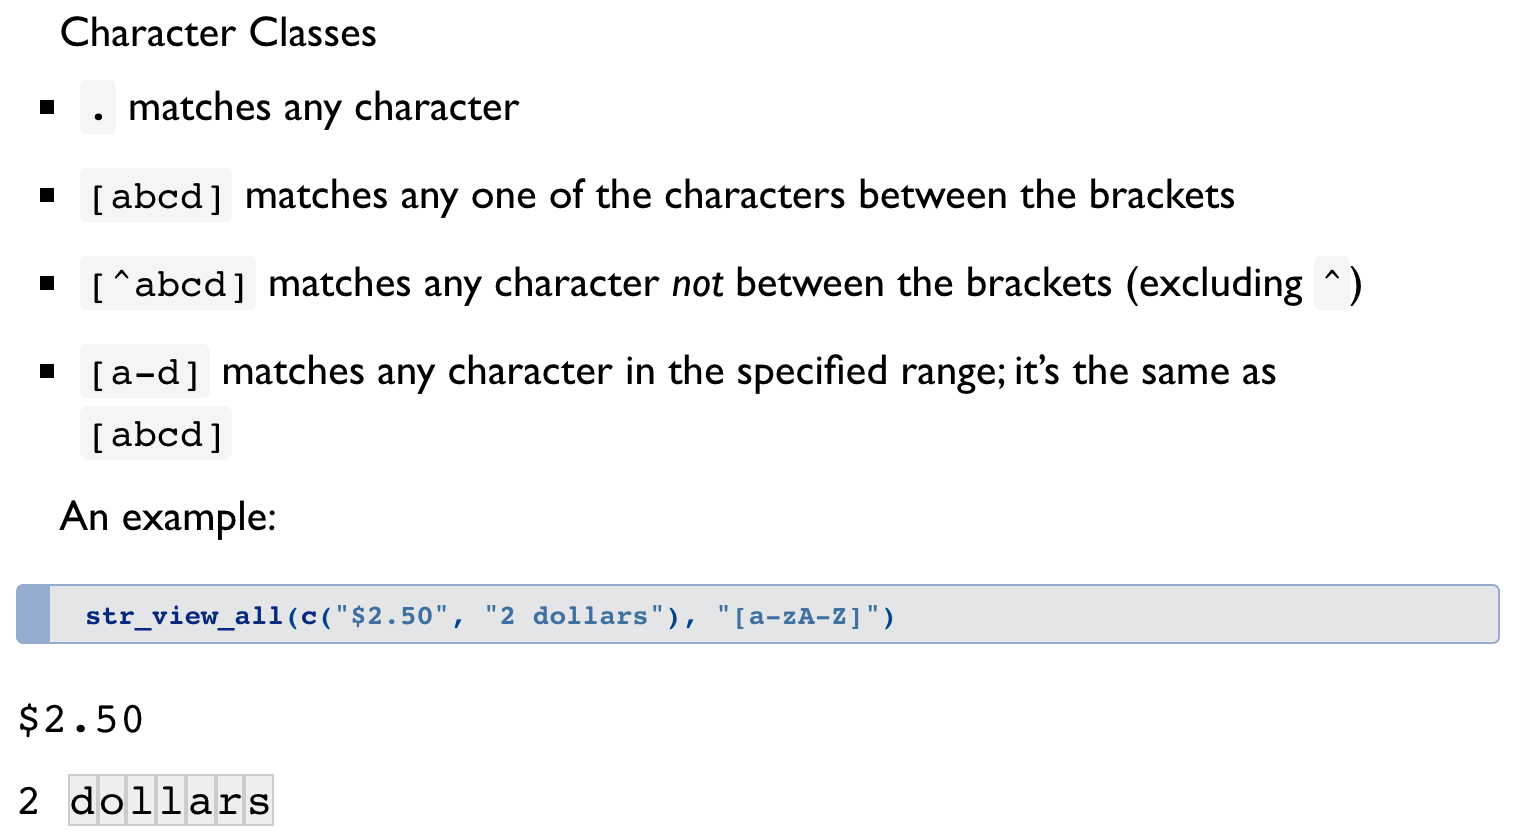 Character Classes
▪ . matches any character
▪ [abcd] matches any one of the characters between the brackets
▪ [^abcd] matches any character not between the brackets (excluding ^)
▪ [a-d] matches any character in the specified range; it’s the same as
[abcd]
An example:
str_view_all(c("$2.50", "2 dollars"), "[a-zA-Z]")
$2.50
2 dollars